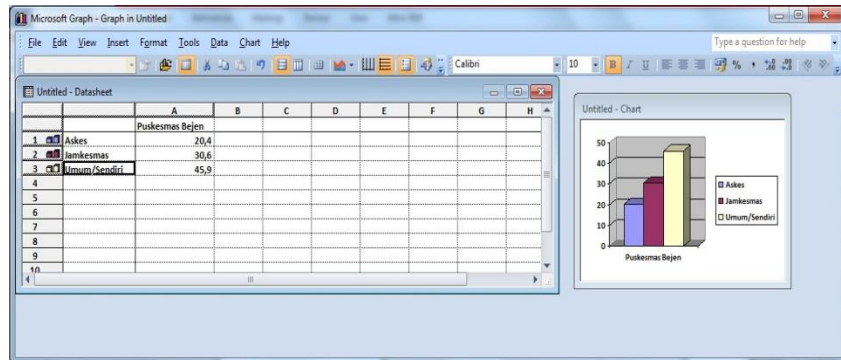 Microsoft Graph - Graph in Untitled
File Edit View Insert Format Tools Data Chart Help
Type a question for help
Calibri 10 B I U % ,
Untitled - Datasheet
A B C D E F G H
Puskesmas Bejen
1 Askes 20,4
2 Jamkesmas 30,6
3 Umum/Sendiri 45,9
4
5
6
7
8
9
10
Untitled - Chart
50
40
30
20
10
0
Puskesmas Bejen
Askes
Jamkesmas
Umum/Sendiri